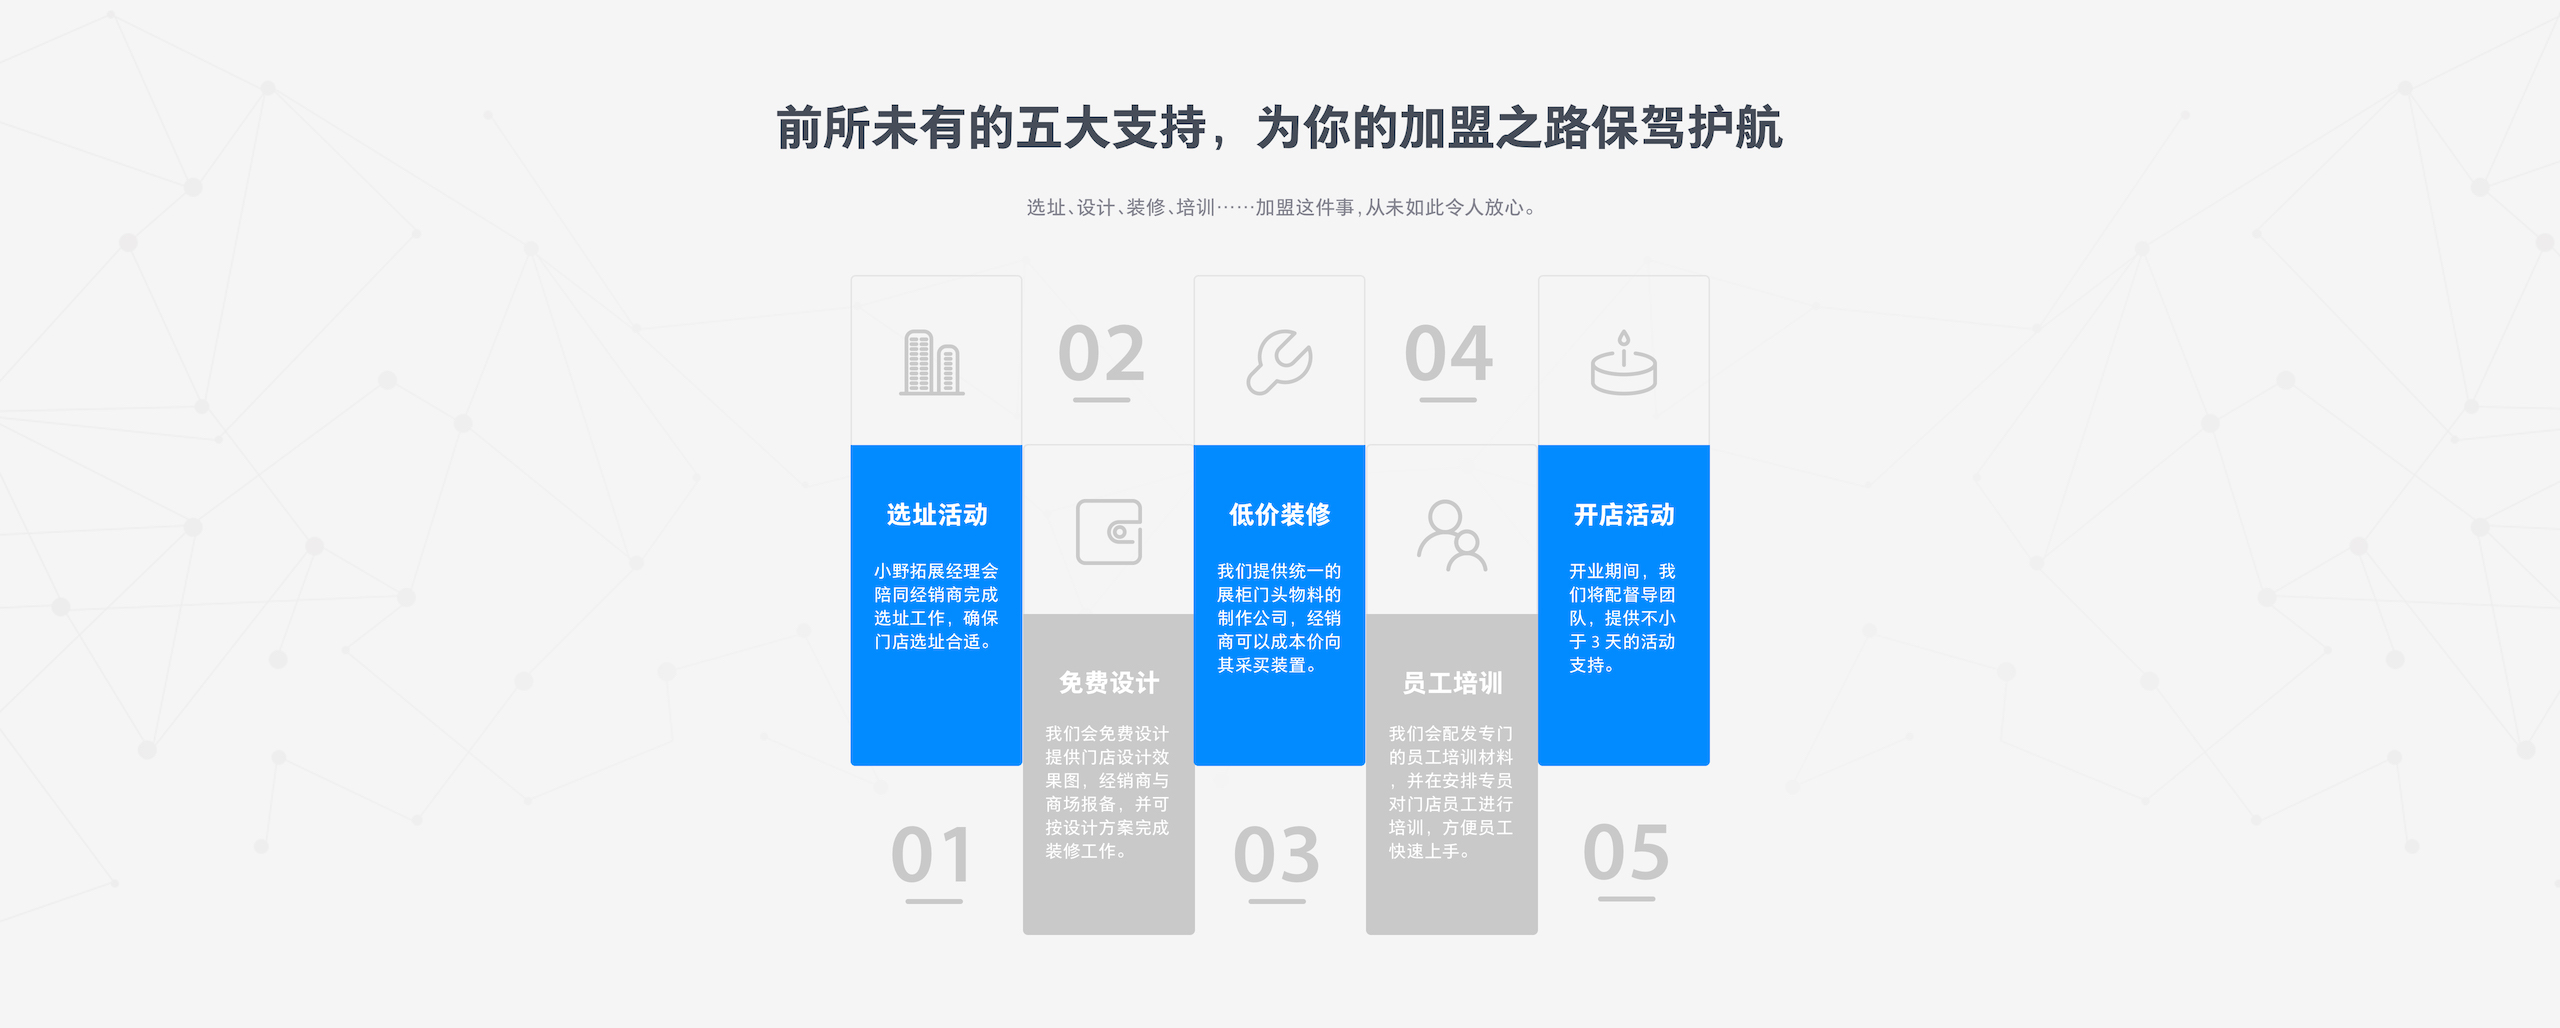 前所未有的五大支持，为你的加盟之路保驾护航
选址、设计、装修、培训······加盟这件事，从未如此令人放心。
选址活动
小野拓展经理会
陪同经销商完成
选址工作，确保
门店选址合适。
01
02
免费设计
我们会免费设计
提供门店设计效
果图，经销商与
商场报备，并可
按设计方案完成
装修工作。
低价装修
我们提供统一的
展柜门头物料的
制作公司，经销
商可以成本价向
其采买装置。
03
04
员工培训
我们会配发专门
的员工培训材料
，并在安排专员
对门店员工进行
培训，方便员工
快速上手。
开店活动
开业期间，我
们将配督导团
队，提供不小
于 3 天的活动
支持。
05